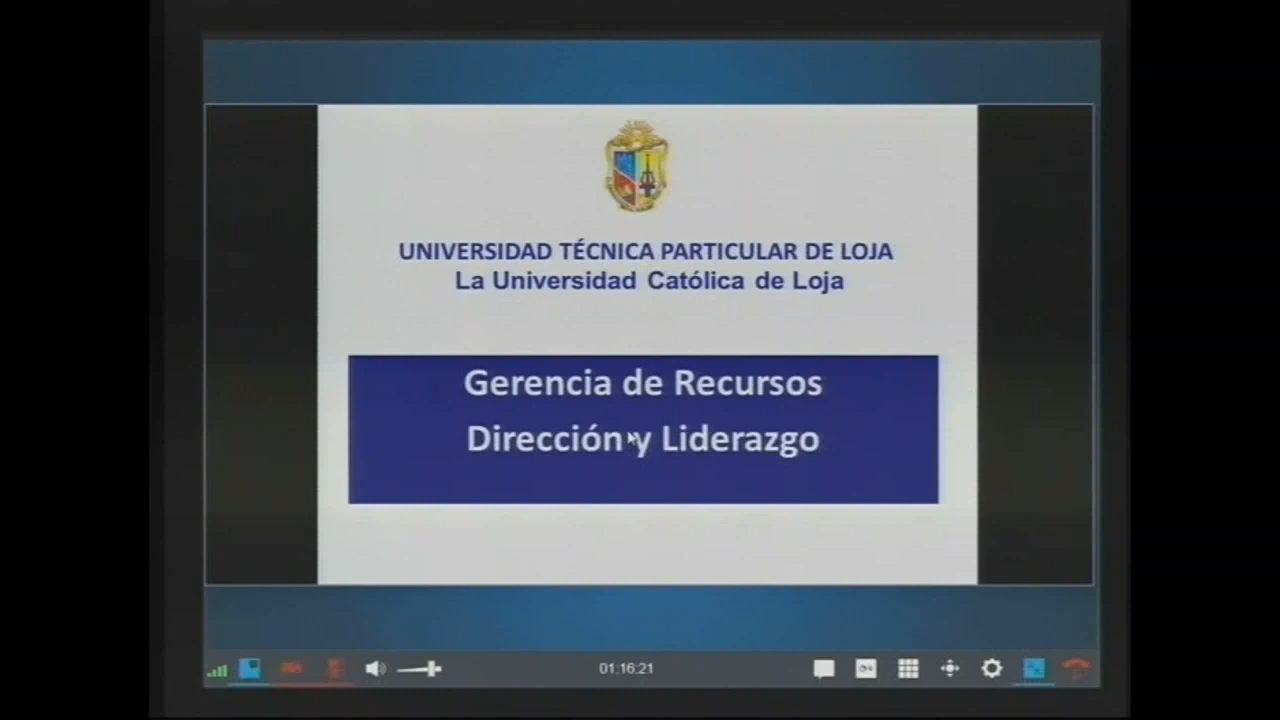 UNIVERSIDAD TÉCNICA PARTICULAR DE LOJA
La Universidad Católica de Loja
Gerencia de Recursos
Dirección y Liderazgo
01:16:21